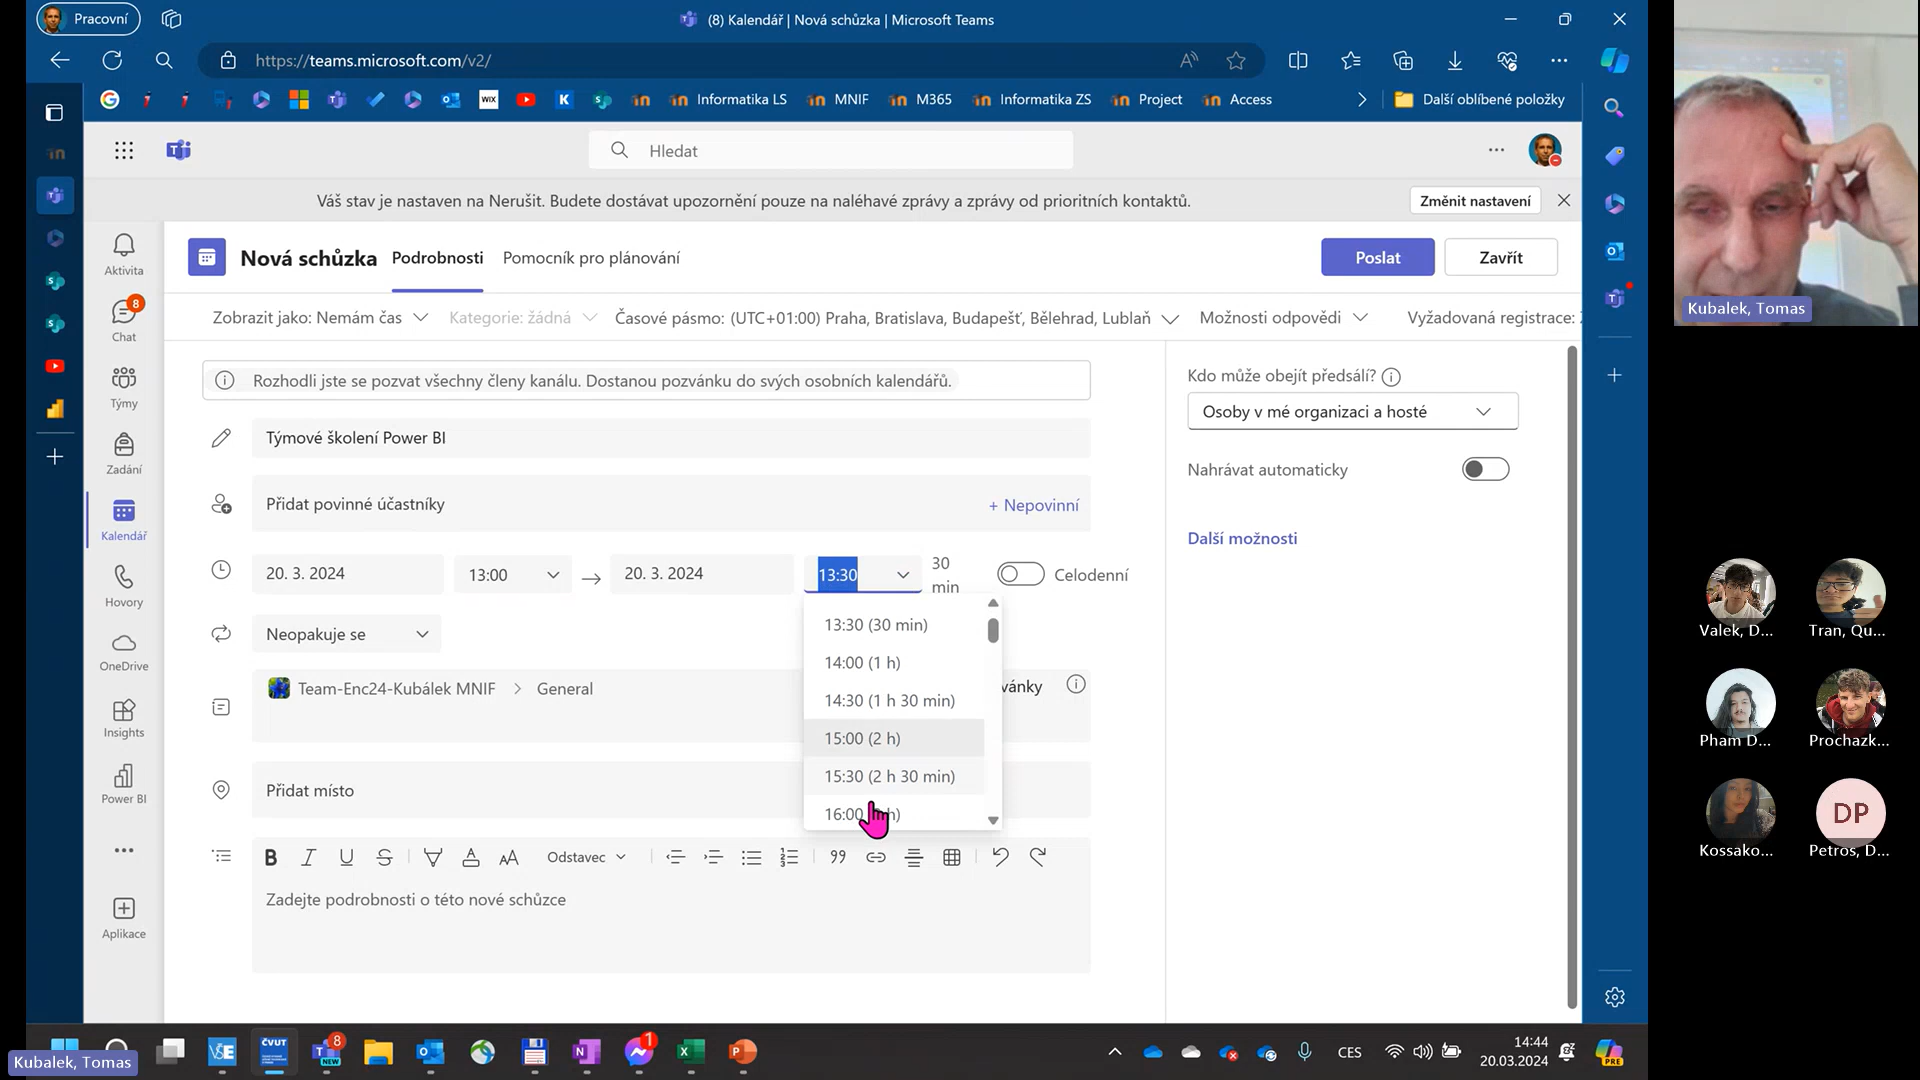 Pracovní
(8) Kalendář | Nová schůzka | Microsoft Teams
https://teams.microsoft.com/v2/
Informatika LS
MNIF
M365
Informatika ZS
Project
Access
Další oblíbené položky
Hledat
Váš stav je nastaven na Nerušit. Budete dostávat upozornění pouze na naléhavé zprávy a zprávy od prioritních kontaktů.
Změnit nastavení
Nová schůzka
Podrobnosti
Pomocník pro plánování
Poslat
Zavřít
Zobrazit jako: Nemám čas
Kategorie: žádná
Časové pásmo: (UTC+01:00) Praha, Bratislava, Budapešť, Bělehrad, Lublaň
Možnosti odpovědi
Vyžadovaná registrace:
Rozhodli jste se pozvat všechny členy kanálu. Dostanou pozvánku do svých osobních kalendářů.
Týmové školení Power BI
Přidat povinné účastníky
+ Nepovinní
20. 3. 2024
13:00
20. 3. 2024
13:30
30
min
Celodenní
13:30 (30 min)
14:00 (1 h)
14:30 (1 h 30 min)
15:00 (2 h)
15:30 (2 h 30 min)
16:00
Neopakuje se
Team-Enc24-Kubálek MNIF > General
vánky
Přidat místo
Odstavec
Zadejte podrobnosti o této nové schůzce
Kdo může obejít předsálí?
Osoby v mé organizaci a hosté
Nahrávat automaticky
Další možnosti
Aktivita
8
Chat
Týmy
Zadání
Kalendář
Hovory
OneDrive
Insights
Power BI
Aplikace
Kubalek, Tomas
Valek, D...
Tran, Qu...
Pham D...
Prochazk...
Kossako...
DP
Petros, D...
Kubalek, Tomas
VŠE
ČVUT
8
NEW
1
CES
14:44
20.03.2024
PRE